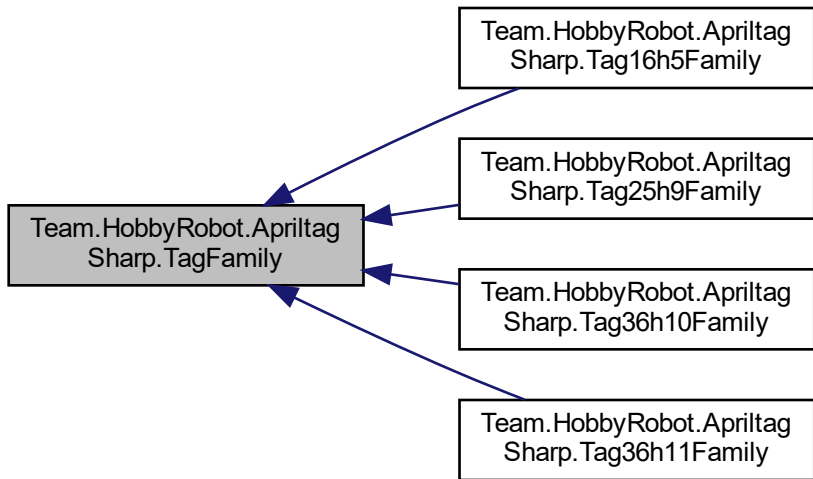 Team.HobbyRobot.Apriltag
Sharp.TagFamily
Team.HobbyRobot.Apriltag
Sharp.Tag16h5Family
Team.HobbyRobot.Apriltag
Sharp.Tag25h9Family
Team.HobbyRobot.Apriltag
Sharp.Tag36h10Family
Team.HobbyRobot.Apriltag
Sharp.Tag36h11Family